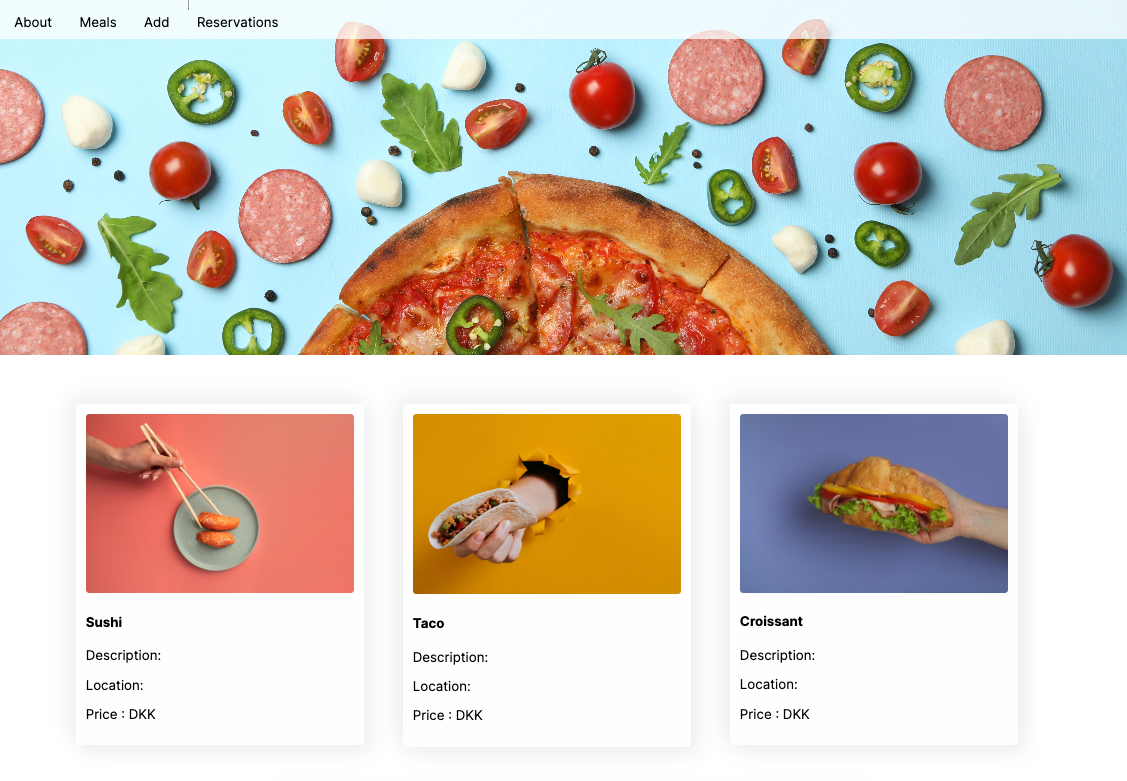 About Meals Add Reservations
Sushi
Description:
Location:
Price : DKK
Taco
Description:
Location:
Price : DKK
Croissant
Description:
Location:
Price : DKK